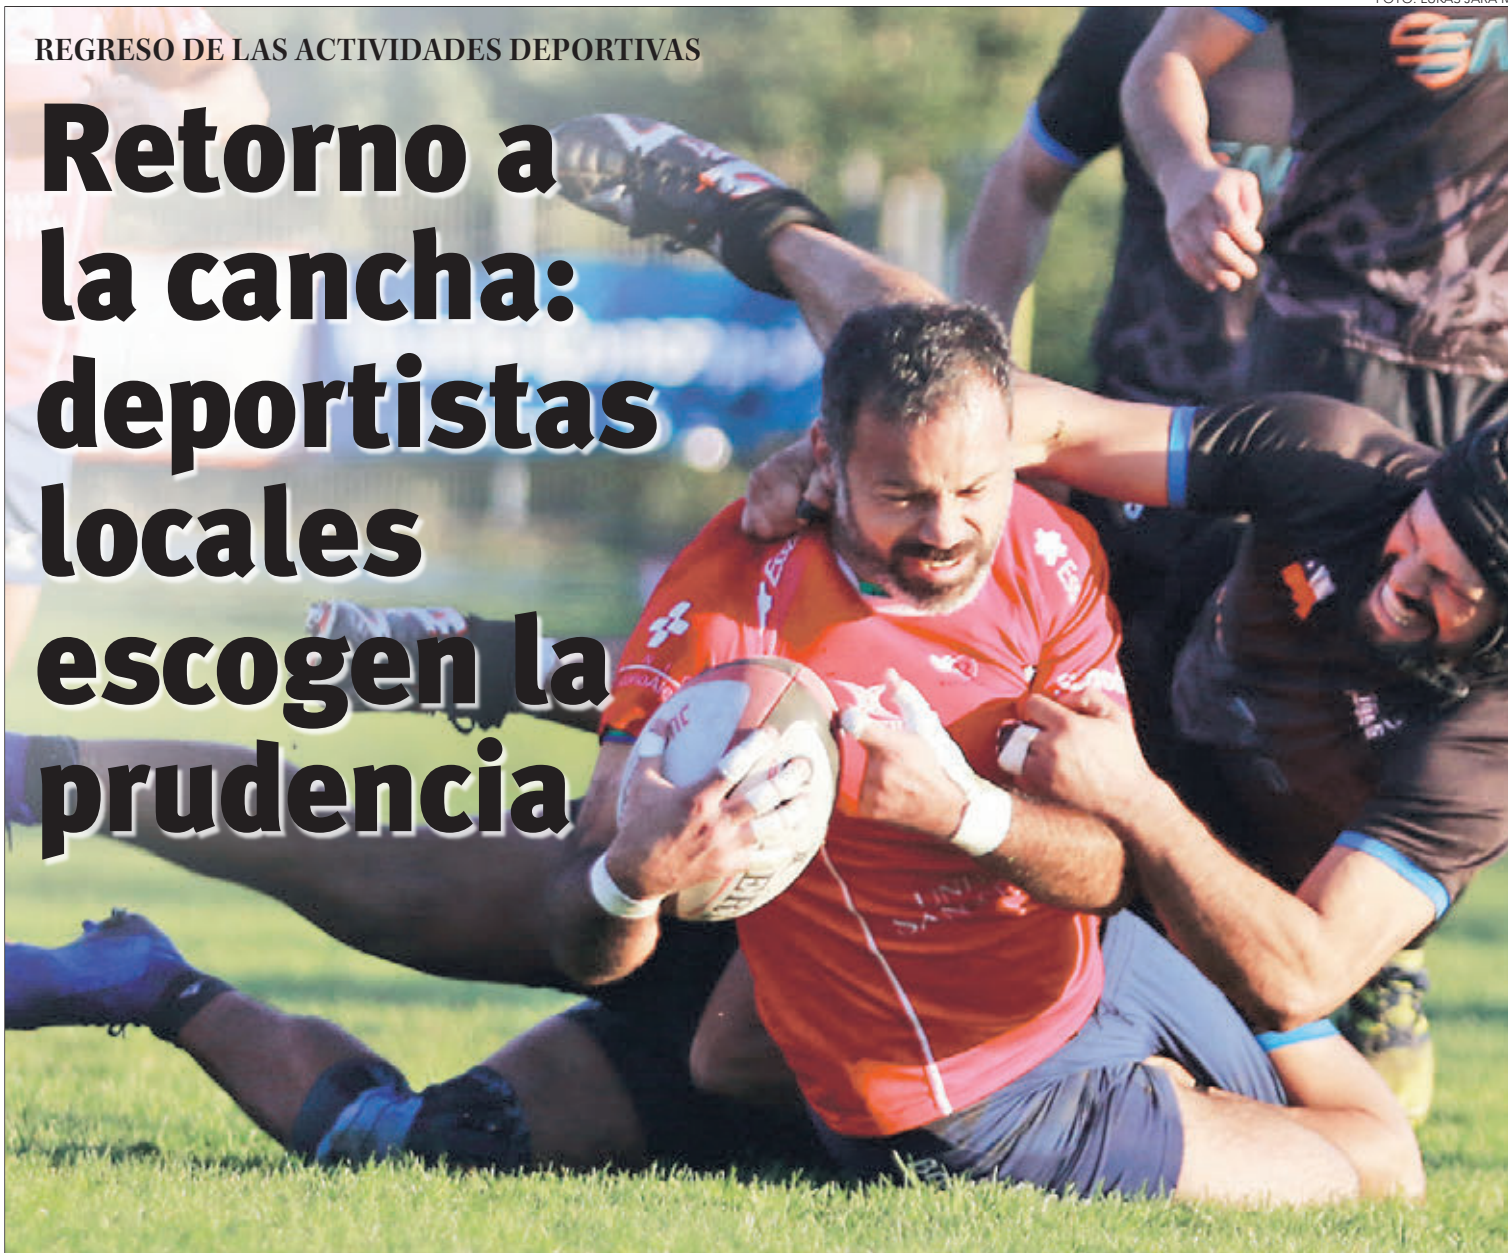 REGRESO DE LAS ACTIVIDADES DEPORTIVAS
Retorno a
la cancha:
deportistas
locales
escogen la
prudencia